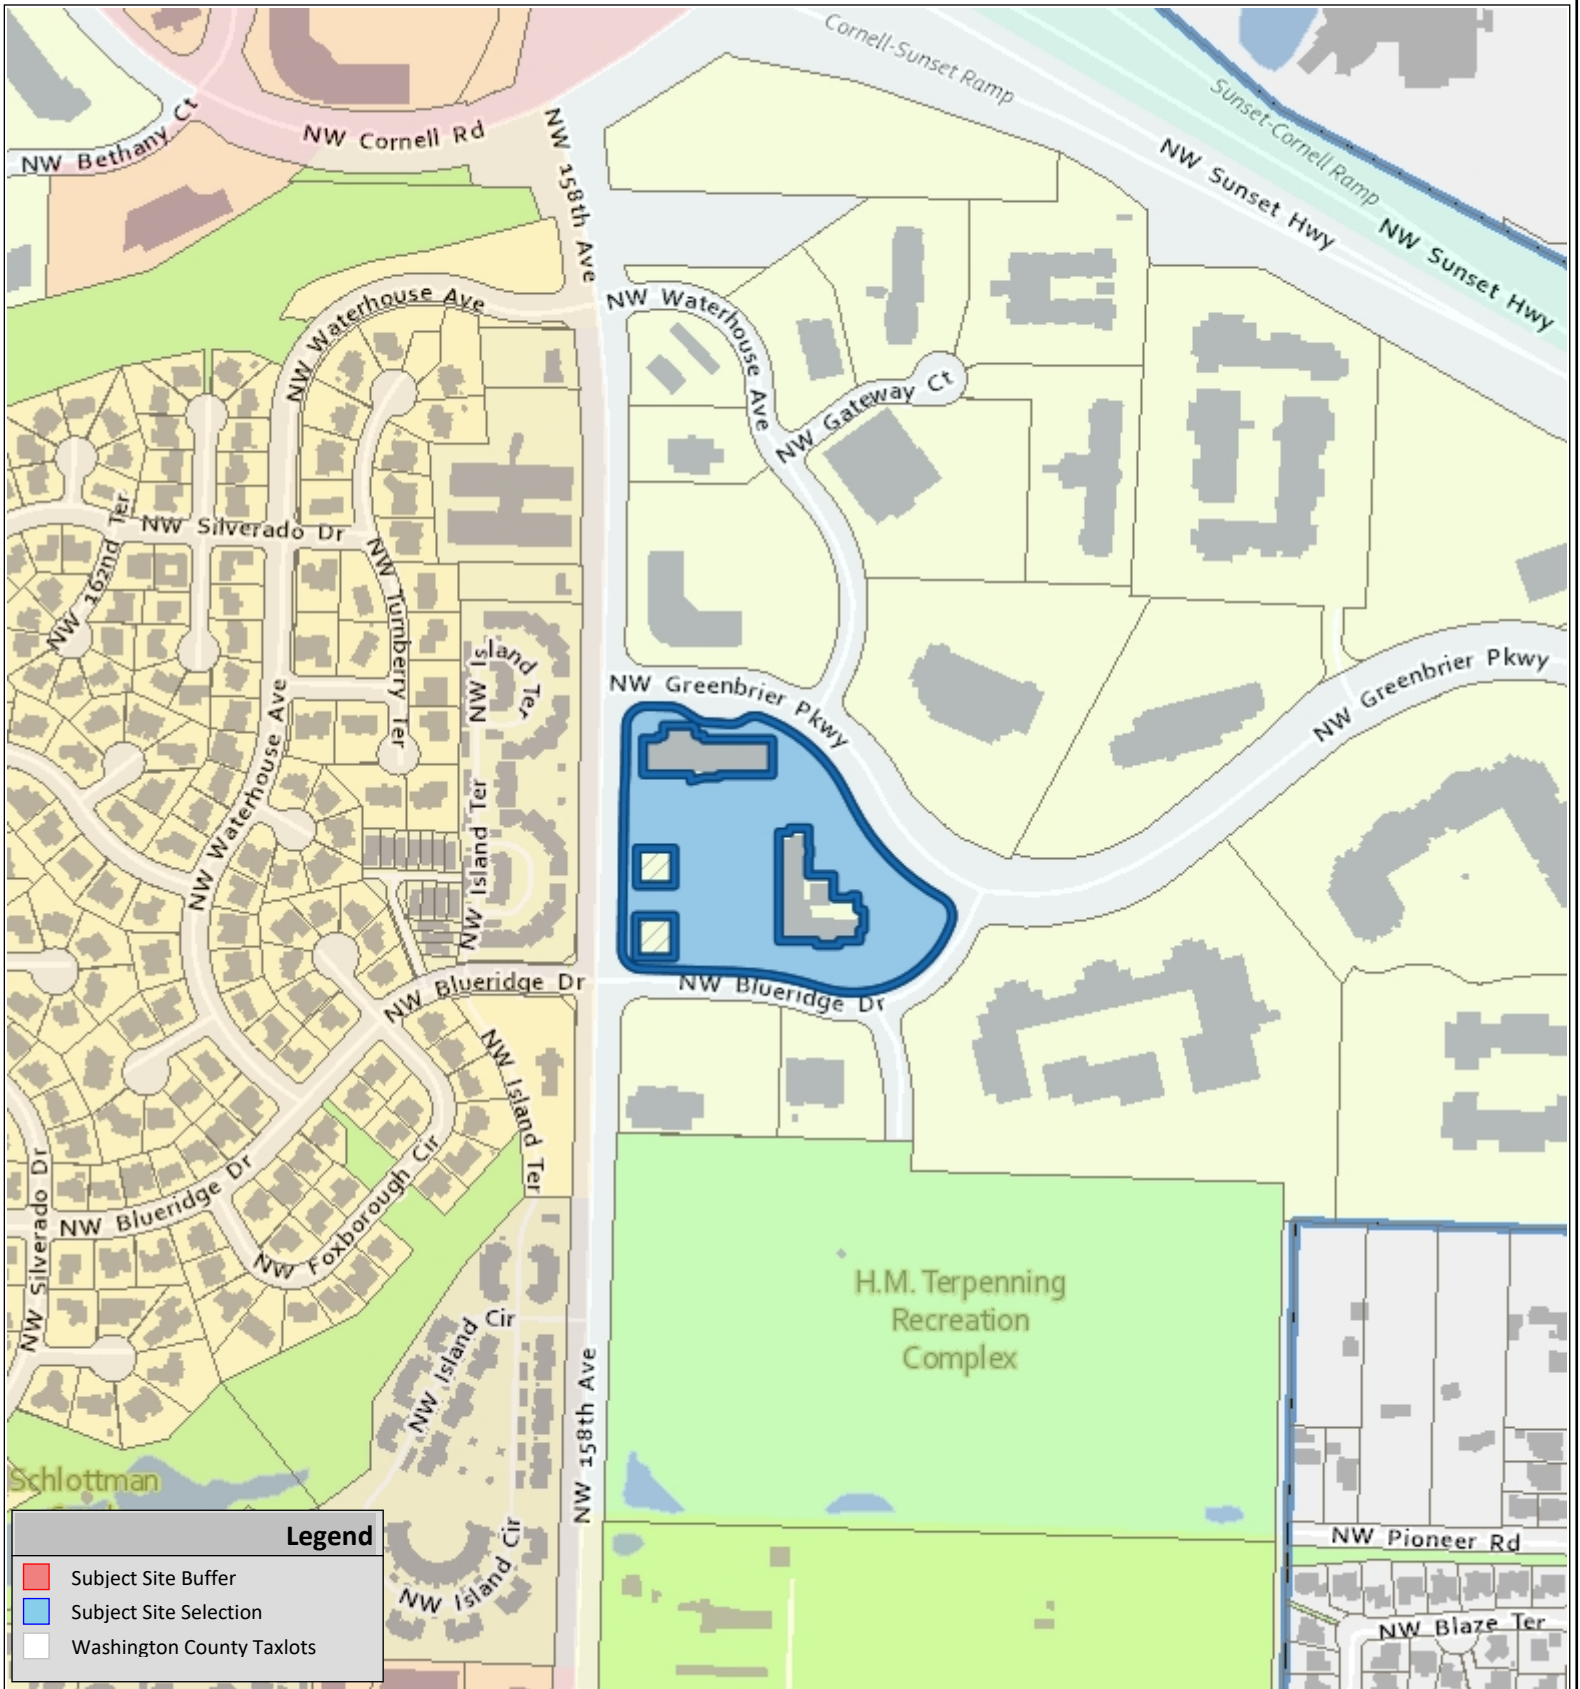 Cornell-Sunset Ramp
Sunset-Cornell Ramp
NW Bethany Ct
NW Cornell Rd
NW 158th Ave
NW Sunset Hwy
NW Sunset Hwy
NW Waterhouse Ave
NW Waterhouse Ave
NW Gateway Ct
NW Silverado Dr
NW 162nd Ter
NW Turnberry Ter
NW Island Ter
NW Greenbrier Pkwy
NW Greenbrier Pkwy
NW Waterhouse Ave
NW Island Ter
NW Blueridge Dr
NW Blueridge Dr
NW Island Ter
NW Silverado Dr
NW Blueridge Dr
NW Foxborough Cir
H.M. Terpenning
Recreation
Complex
NW Island Cir
NW 158th Ave
Schlottman
NW Island Cir
NW Pioneer Rd
NW Blaze Ter
Legend
Subject Site Buffer
Subject Site Selection
Washington County Taxlots